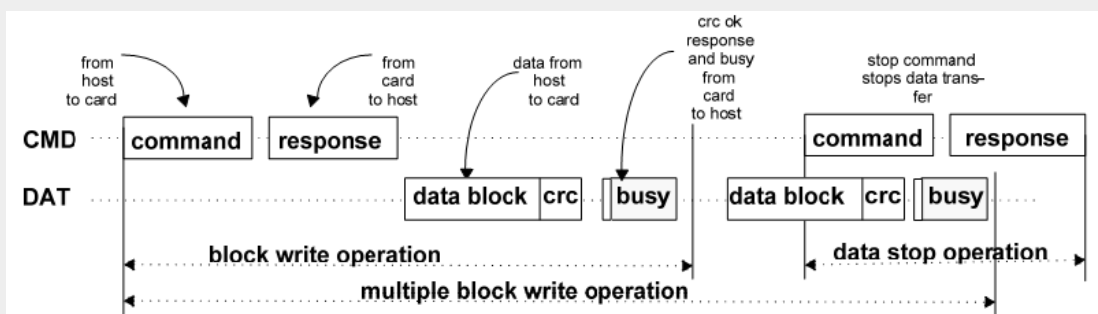 from
host
to card
from
card
to host
data from
host
to card
crc ok
response
and busy
from
card
to host
stop command
stops data trans-
fer
CMD
command
response
command
response
DAT
data block
crc
busy
data block
crc
busy
block write operation
data stop operation
multiple block write operation